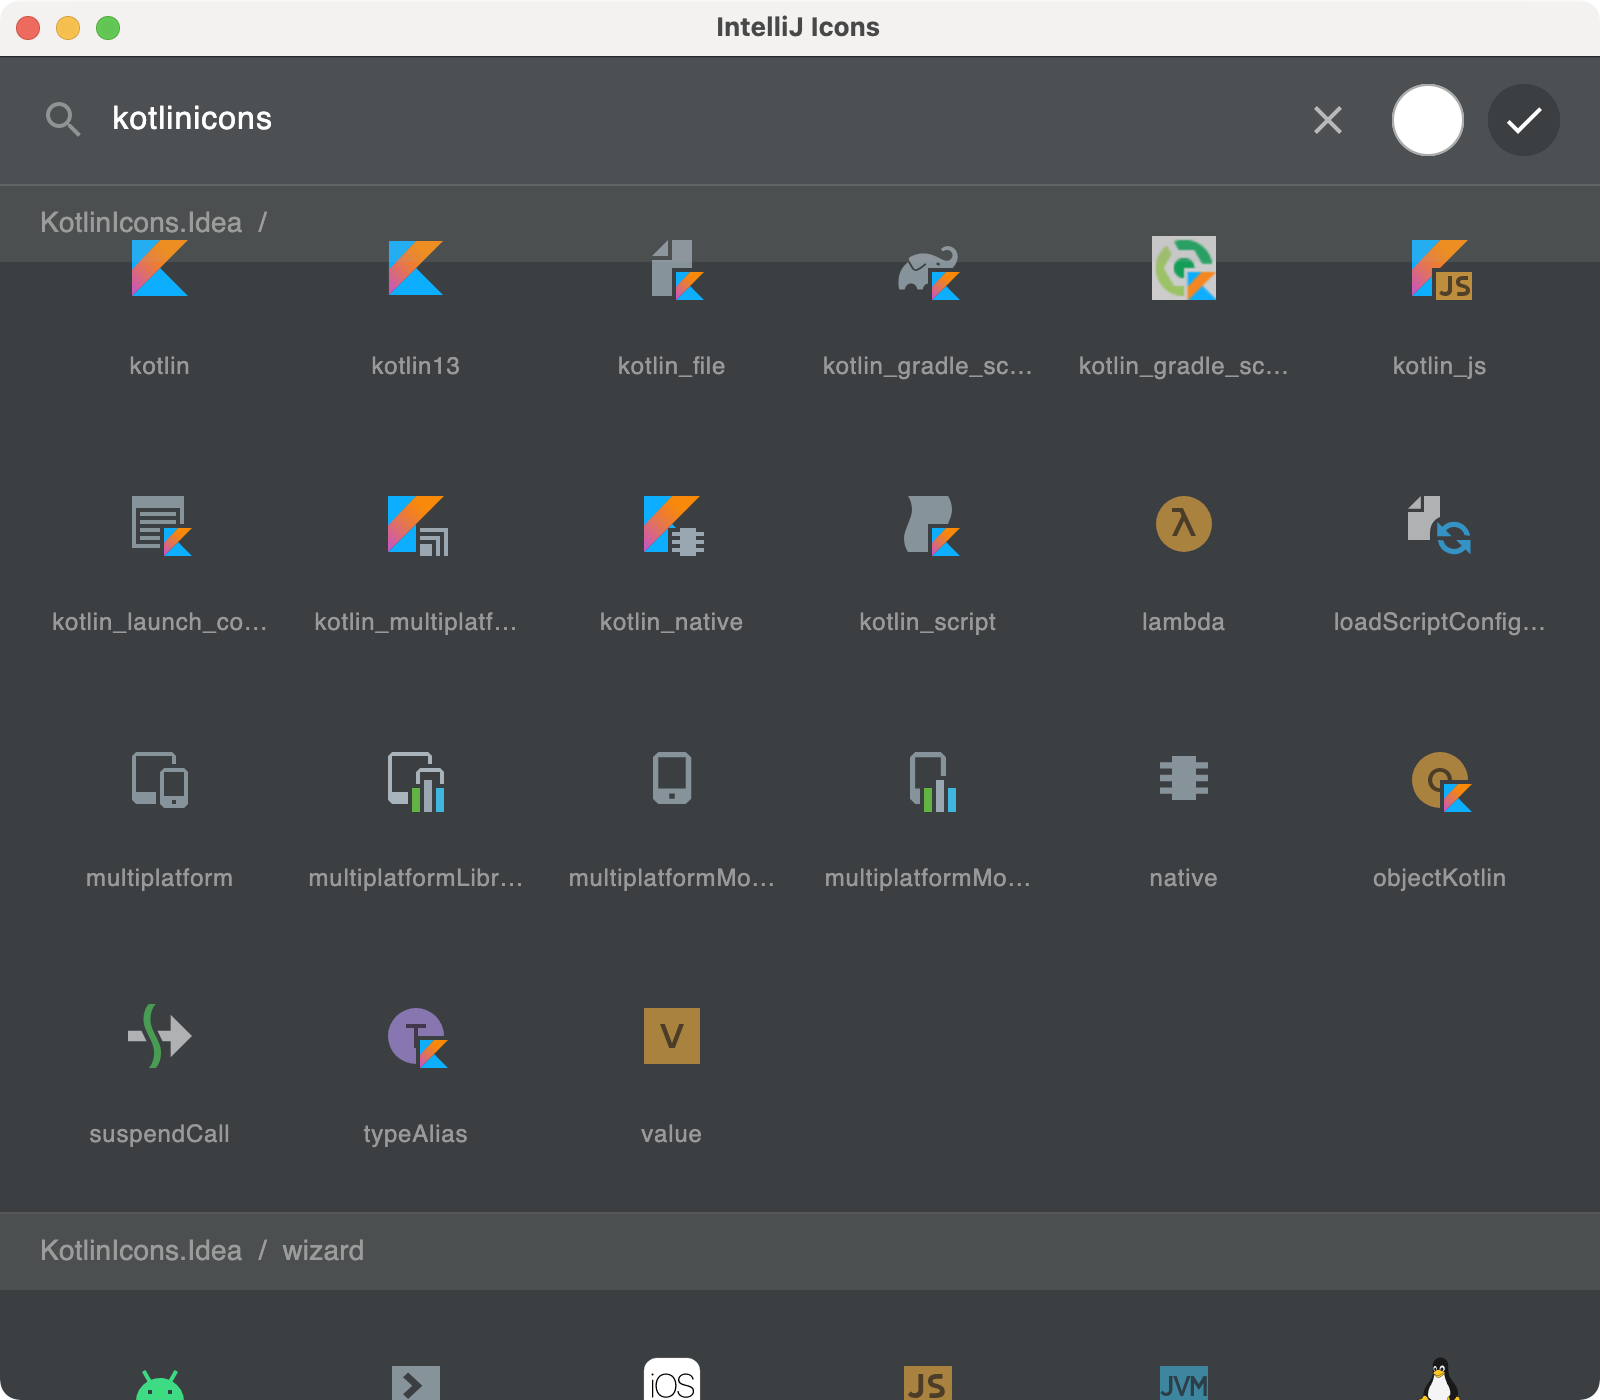 IntelliJ Icons
kotlinicons
KotlinIcons.Idea /
JS
kotlin kotlin13 kotlin_file kotlin_gradle_sc... kotlin_gradle_sc... kotlin_js
λ
kotlin_launch_co... kotlin_multiplatf... kotlin_native kotlin_script lambda loadScriptConfig...
multiplatform multiplatformLibr... multiplatformMo... multiplatformMo... native objectKotlin
T V
suspendCall typeAlias value
KotlinIcons.Idea / wizard
iOS JS JVM